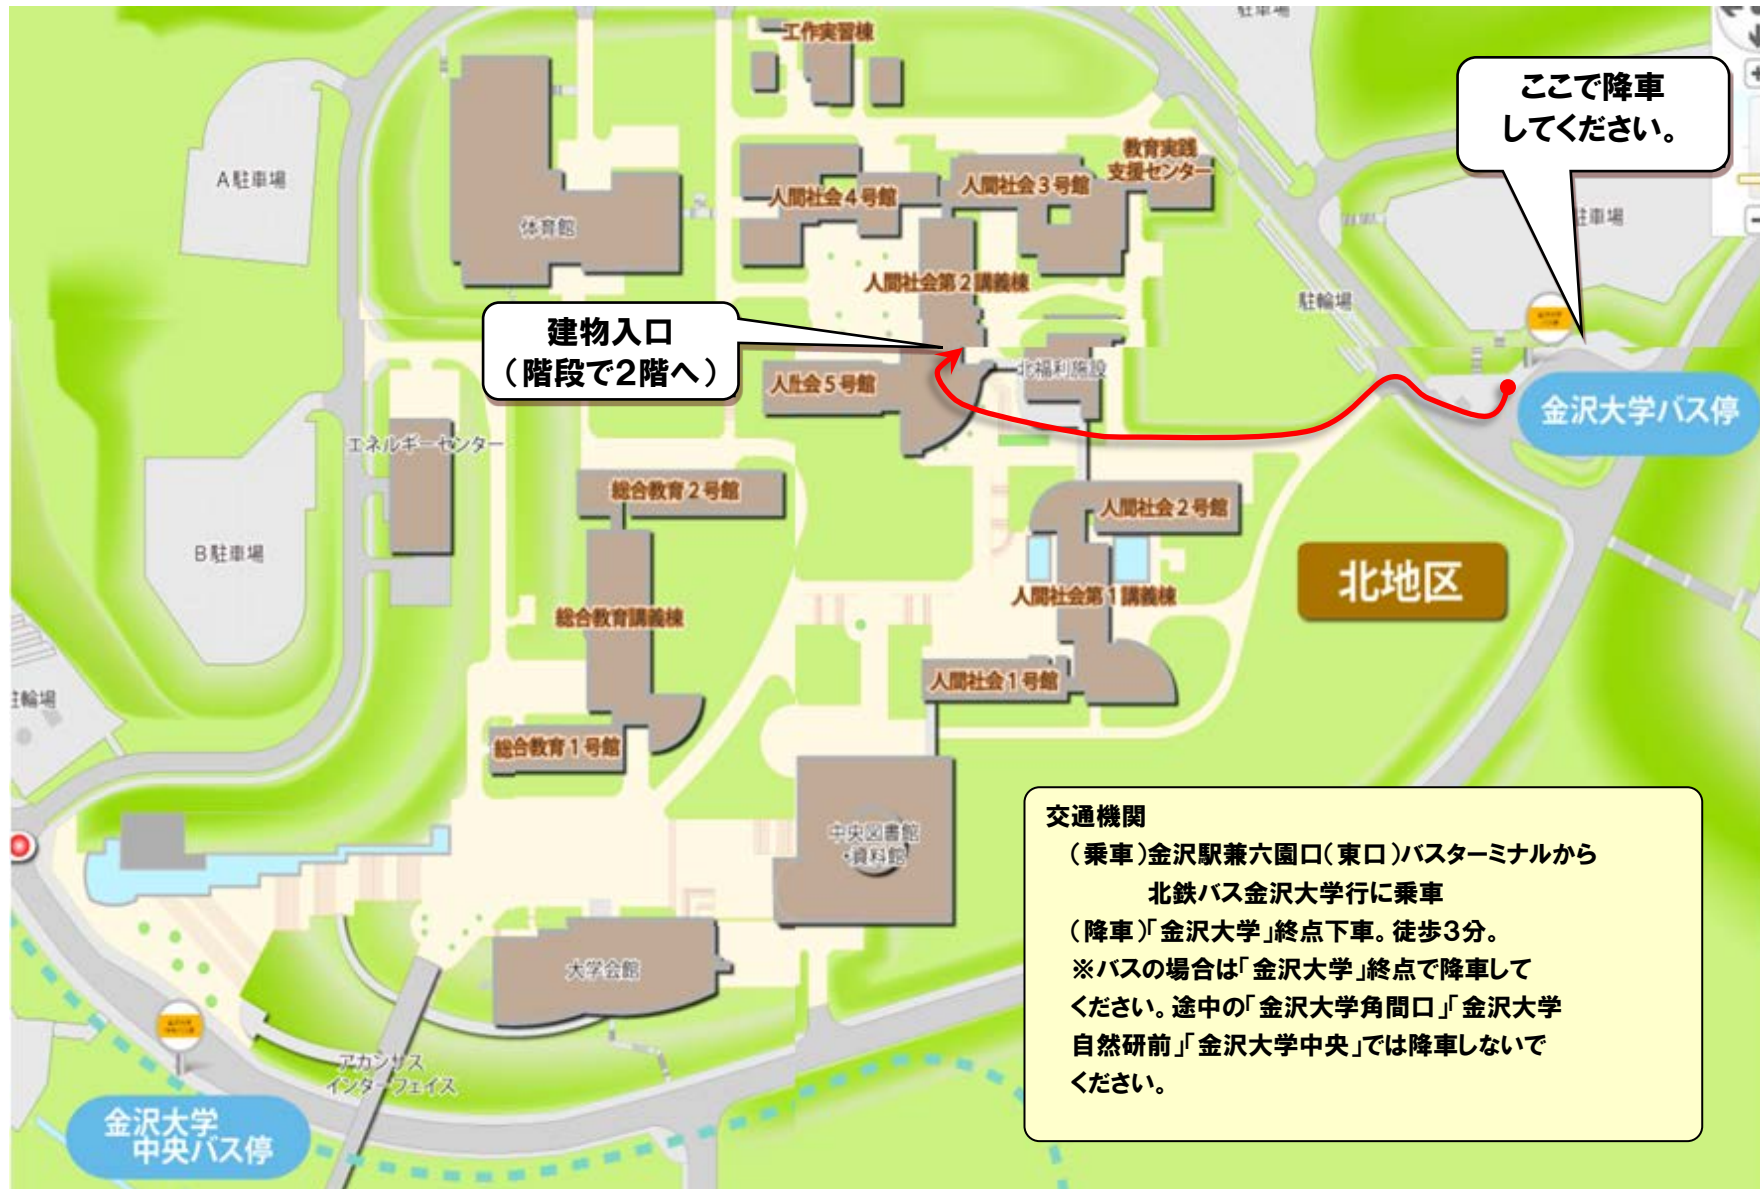 工作実習棟
駐車場
ここで降車
してください。
A駐車場
体育館
人間社会4号館
人間社会3号館
教育実践
支援センター
駐車場
人間社会第2講義棟
駐輪場
建物入口
(階段で2階へ)
北福利施設
金沢大学バス停
エネルギーセンター
総合教育2号館
人間社会2号館
B駐車場
北地区
総合教育講義棟
人間社会第1講義棟
人間社会1号館
駐輪場
総合教育1号館
中央図書館
・資料館
大学会館
アカンサス
インターフェイス
金沢大学
中央バス停
交通機関
(乗車)金沢駅兼六園口(東口)バスターミナルから
北鉄バス金沢大学行に乗車
(降車)「金沢大学」終点下車。徒歩3分。
※バスの場合は「金沢大学」終点で降車して
ください。途中の「金沢大学角間口」「金沢大学
自然研前」「金沢大学中央」では降車しないで
ください。